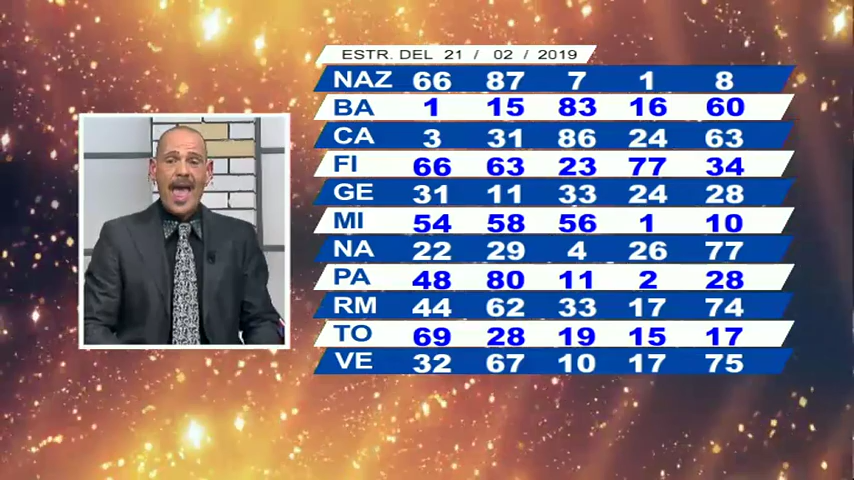 ESTR. DEL 21 / 02 / 2019
NAZ 66 87 7 1 8
BA 1 15 83 16 60
CA 3 31 86 24 63
FI 66 63 23 77 34
GE 31 11 33 24 28
MI 54 58 56 1 10
NA 22 29 4 26 77
PA 48 80 11 2 28
RM 44 62 33 17 74
TO 69 28 19 15 17
VE 32 67 10 17 75